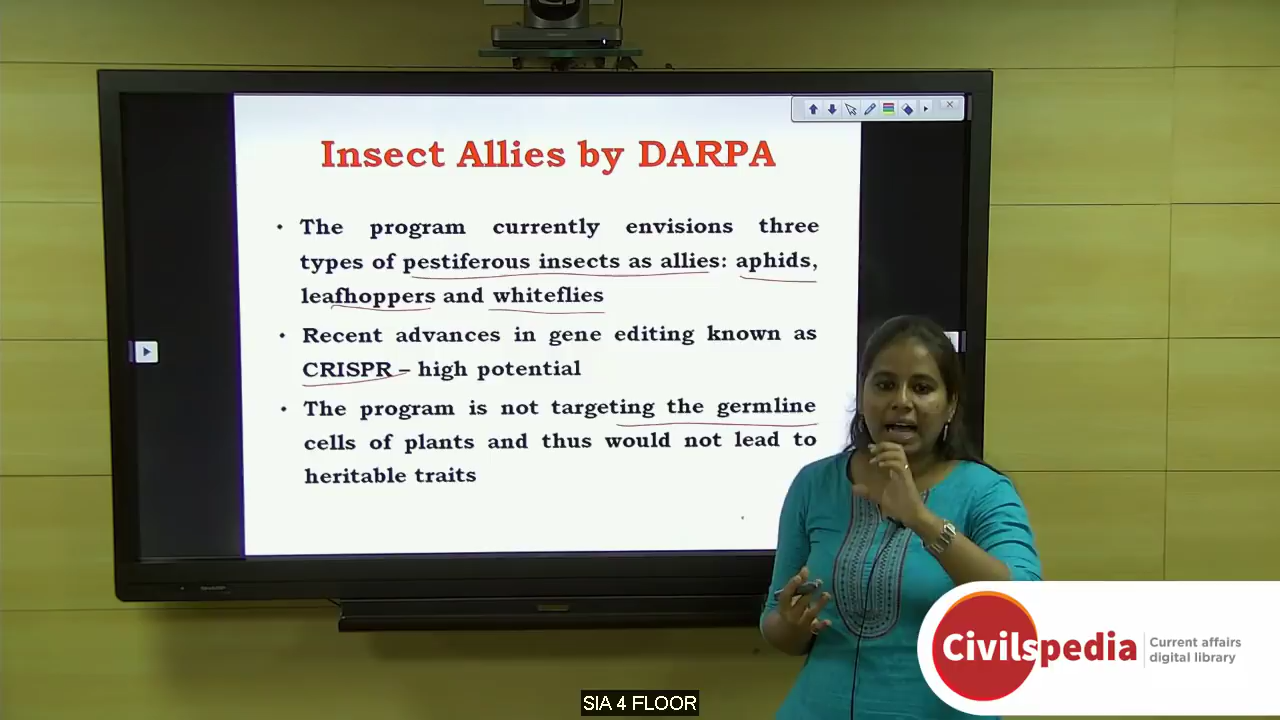 Insect Allies by DARPA
• The program currently envisions three
types of pestiferous insects as allies: aphids,
leafhoppers and whiteflies
• Recent advances in gene editing known as
CRISPR – high potential
• The program is not targeting the germline
cells of plants and thus would not lead to
heritable traits
Civilspedia
Current affairs
digital library
SIA 4 FLOOR